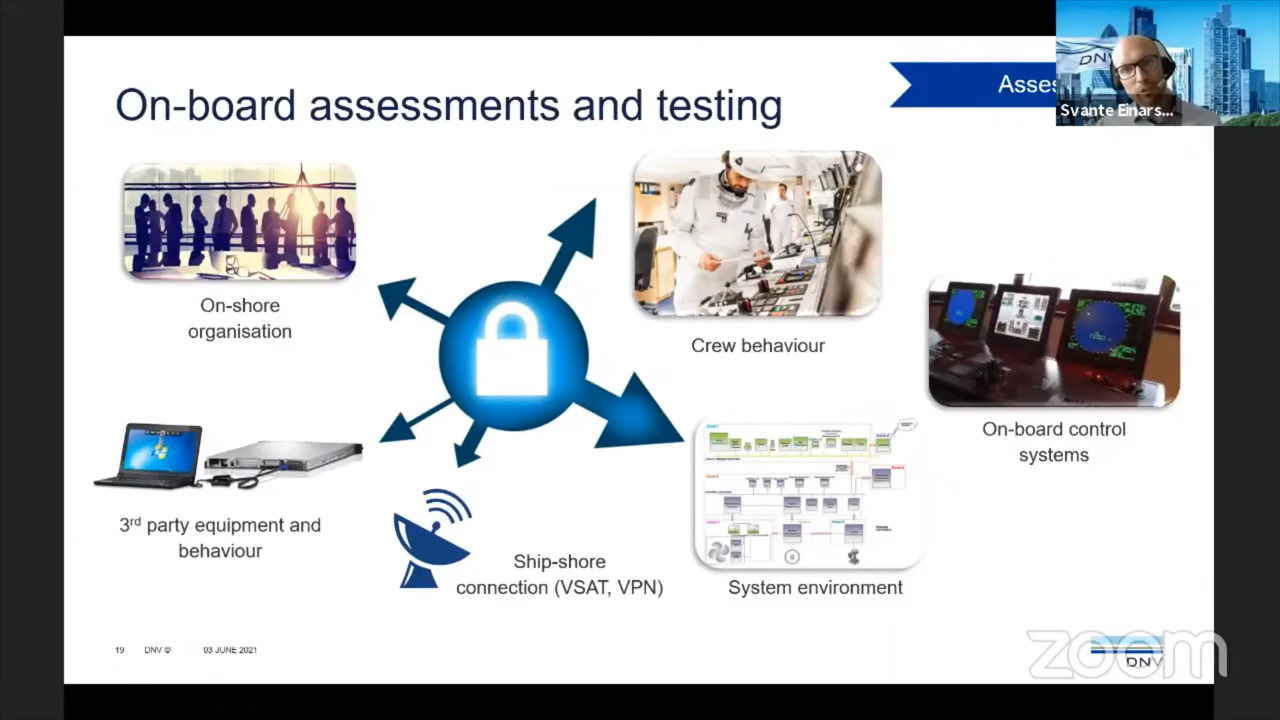 On-board assessments and testing
Asses
DNV
Svante Einars...
On-shore
organisation
Crew behaviour
On-board control
systems
3rd party equipment and
behaviour
Ship-shore
connection (VSAT, VPN)
System environment
19 DNV © 03 JUNE 2021
zoom
DNV